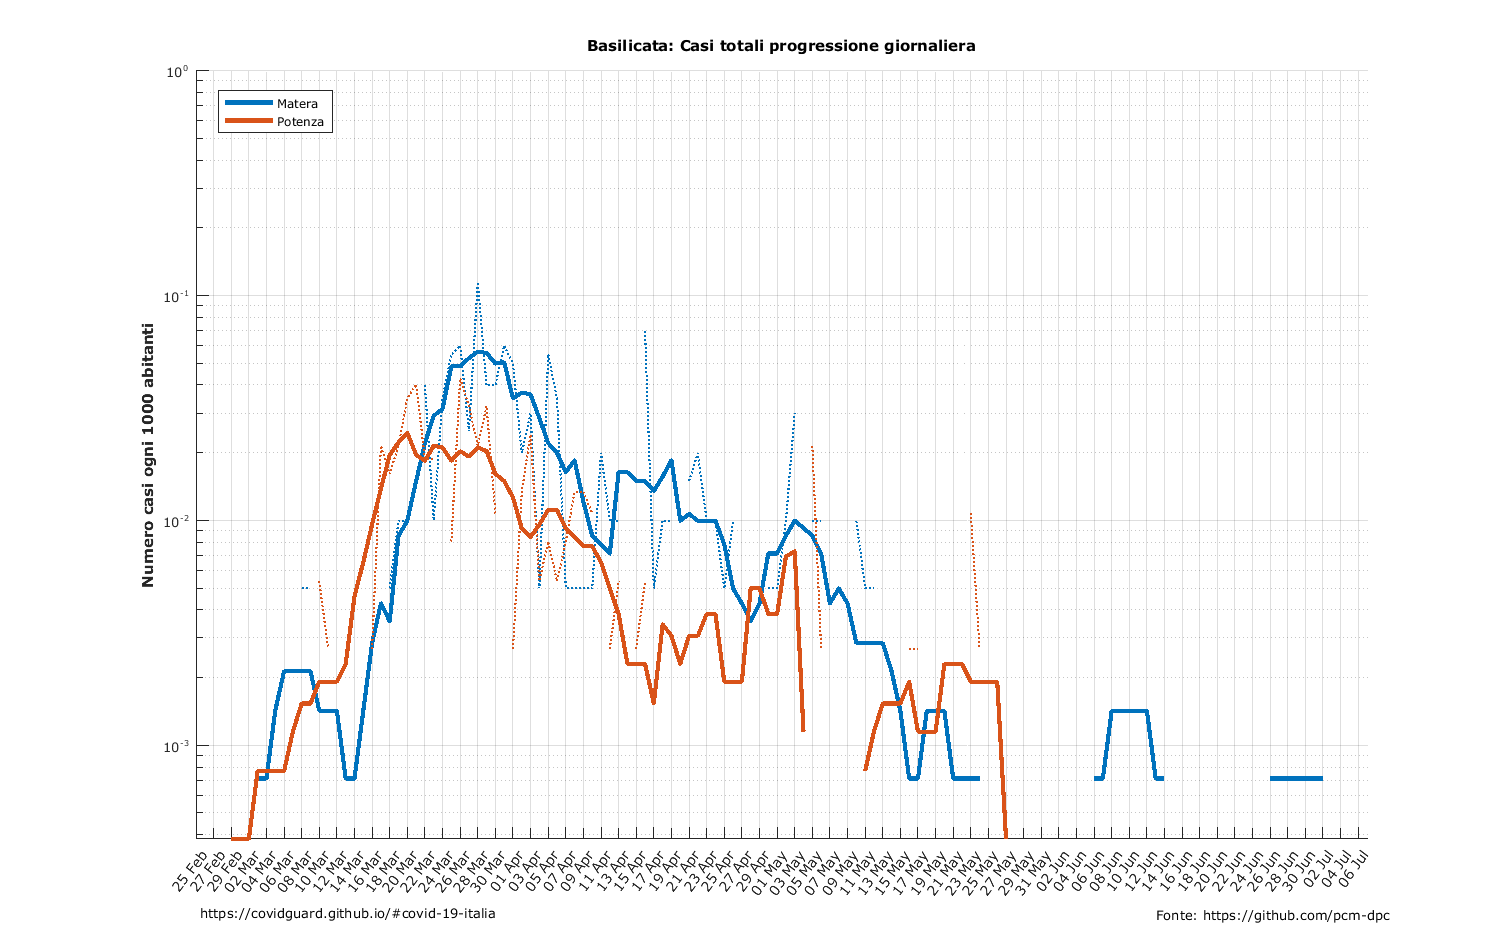 Basilicata: Casi totali progressione giornaliera
10⁰
10⁻¹
10⁻²
10⁻³
Numero casi ogni 1000 abitanti
Matera
Potenza
25 Feb
27 Feb
29 Feb
02 Mar
04 Mar
06 Mar
08 Mar
10 Mar
12 Mar
14 Mar
16 Mar
18 Mar
20 Mar
22 Mar
24 Mar
26 Mar
28 Mar
30 Mar
01 Apr
03 Apr
05 Apr
07 Apr
09 Apr
11 Apr
13 Apr
15 Apr
17 Apr
19 Apr
21 Apr
23 Apr
25 Apr
27 Apr
29 Apr
01 May
03 May
05 May
07 May
09 May
11 May
13 May
15 May
17 May
19 May
21 May
23 May
25 May
27 May
29 May
31 May
02 Jun
04 Jun
06 Jun
08 Jun
10 Jun
12 Jun
14 Jun
16 Jun
18 Jun
20 Jun
22 Jun
24 Jun
26 Jun
28 Jun
30 Jun
02 Jul
04 Jul
06 Jul
https://covidguard.github.io/#covid-19-italia
Fonte: https://github.com/pcm-dpc